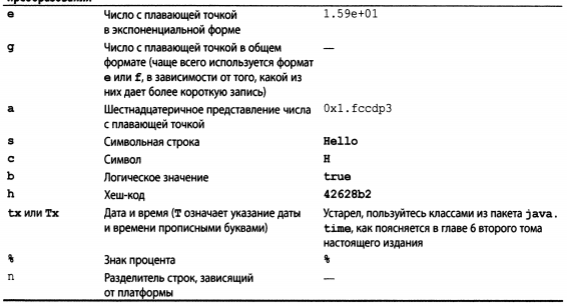 преобразования
e Число с плавающей точкой 1.59e+01
в экспоненциальной форме
g Число с плавающей точкой в общем —
формате (чаще всего используется формат
e или f, в зависимости от того, какой из
них дает более короткую запись)
a Шестнадцатеричное представление числа 0x1.fccdp3
с плавающей точкой
s Символьная строка Hello
c Символ H
b Логическое значение true
h Хеш-код 42628b2
tx или Tx Дата и время (T означает указание даты Устарел, пользуйтесь классами из пакета java.
и времени прописными буквами) time, как поясняется в главе 6 второго тома
настоящего издания
% Знак процента %
n Разделитель строк, зависящий —
от платформы